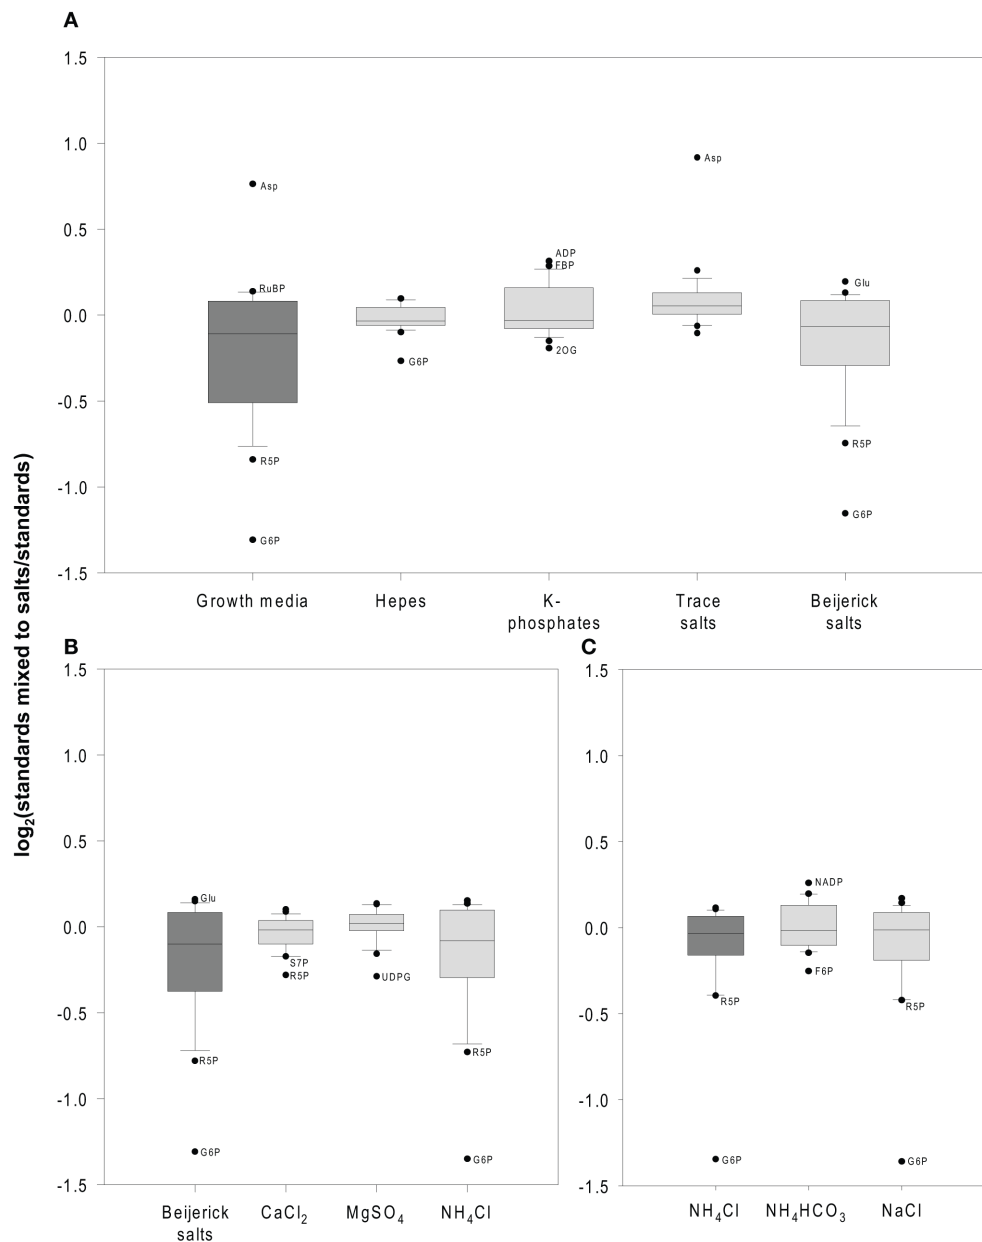 A
1.5
1.0
0.5
0.0
-0.5
-1.0
-1.5
Asp
RuBP
R5P
G6P
G6P
ADP
FBP
2OG
Asp
Glu
R5P
G6P
Growth media
Hepes
K-
phosphates
Trace
salts
Beijerick
salts
log₂(standards mixed to salts/standards)
B
1.5
1.0
0.5
0.0
-0.5
-1.0
-1.5
Glu
R5P
G6P
S7P
R5P
UDPG
R5P
G6P
Beijerick
salts
CaCl₂
MgSO₄
NH₄Cl
C
1.5
1.0
0.5
0.0
-0.5
-1.0
-1.5
R5P
G6P
NADP
F6P
R5P
G6P
NH₄Cl
NH₄HCO₃
NaCl